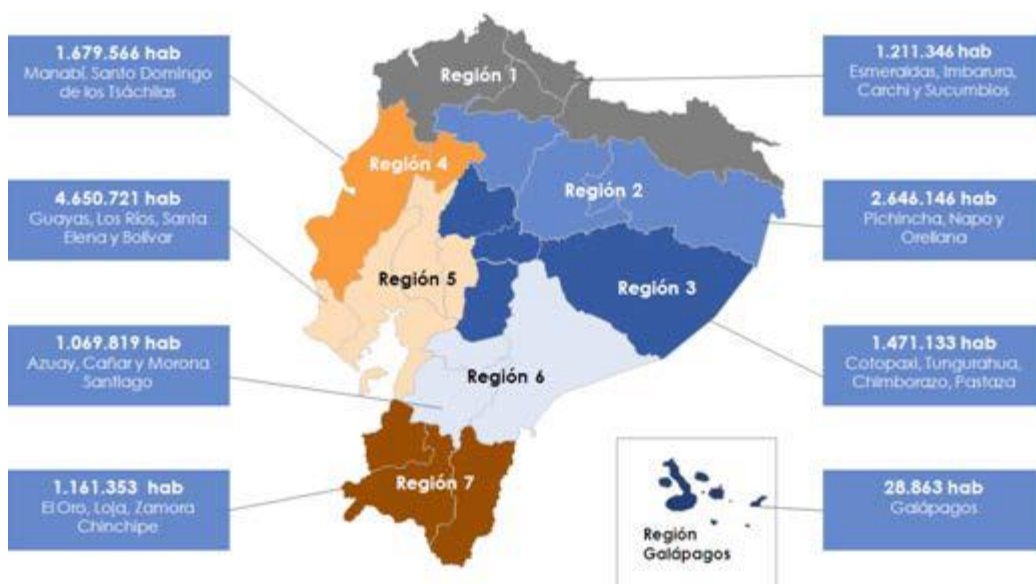 1.679.566 hab
Manabí, Santo Domingo
de los Tsáchilas
4.650.721 hab
Guayas, Los Ríos, Santa
Elena y Bolívar
1.069.819 hab
Azuay, Cañar y Morona
Santiago
1.161.353 hab
El Oro, Loja, Zamora
Chinchipe
Región 1
Región 4
Región 2
Región 5
Región 3
Región 6
Región 7
Región
Galápagos
1.211.346 hab
Esmeraldas, Imbarura,
Carchi y Sucumbios
2.646.146 hab
Pichincha, Napo y
Orellana
1.471.133 hab
Cotopaxi, Tungurahua,
Chimborazo, Pastaza
28.863 hab
Galápagos